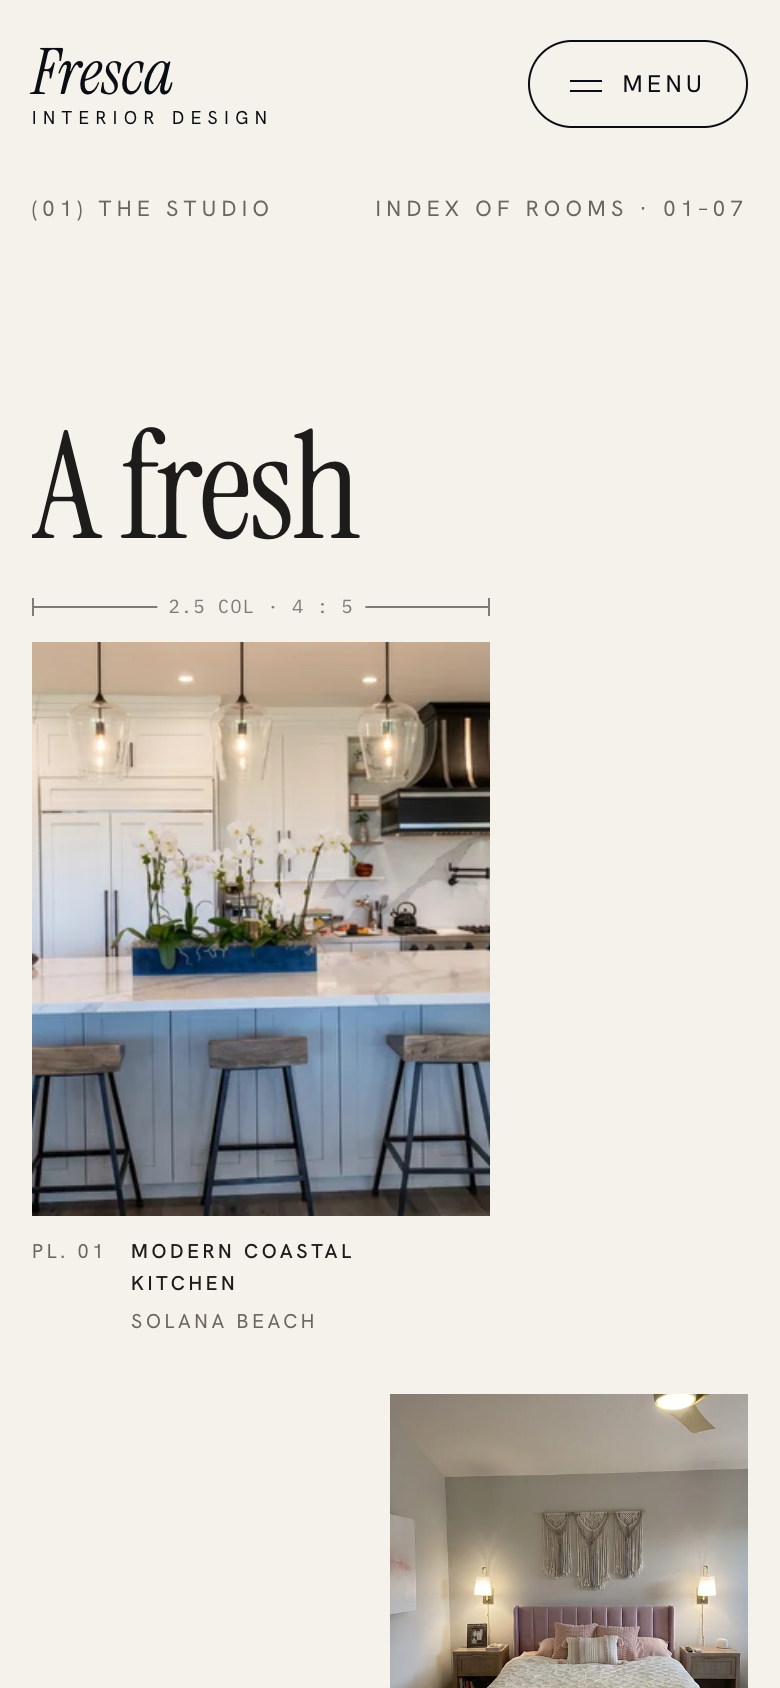 Fresca
INTERIOR DESIGN
MENU
(01) THE STUDIO
INDEX OF ROOMS · 01–07
A fresh
2.5 COL · 4 : 5
PL. 01
MODERN COASTAL
KITCHEN
SOLANA BEACH